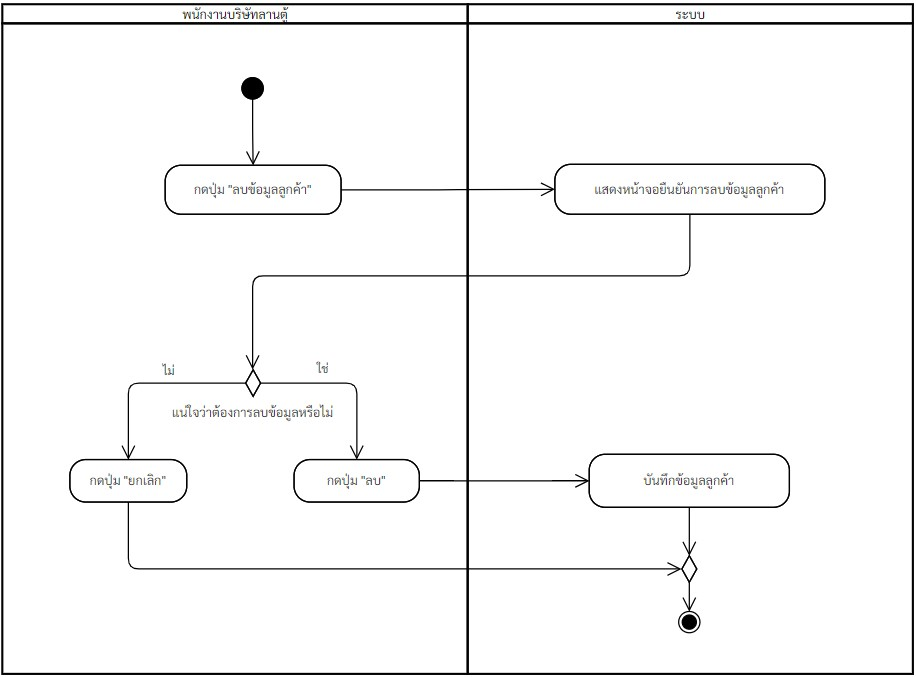 พนักงานบริษัทลานตู้
ระบบ
กดปุ่ม "ลบข้อมูลลูกค้า"
แสดงหน้าจอยืนยันการลบข้อมูลลูกค้า
ไม่
ใช่
แน่ใจว่าต้องการลบข้อมูลหรือไม่
กดปุ่ม "ยกเลิก"
กดปุ่ม "ลบ"
บันทึกข้อมูลลูกค้า